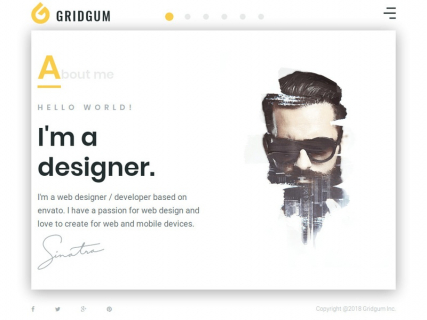 GRIDGUM
About me
HELLO WORLD!
I'm a
designer.
I'm a web designer / developer based on
envato. I have a passion for web design and
love to create for web and mobile devices.
Sinatra
Copyright @2018 Gridgum Inc.